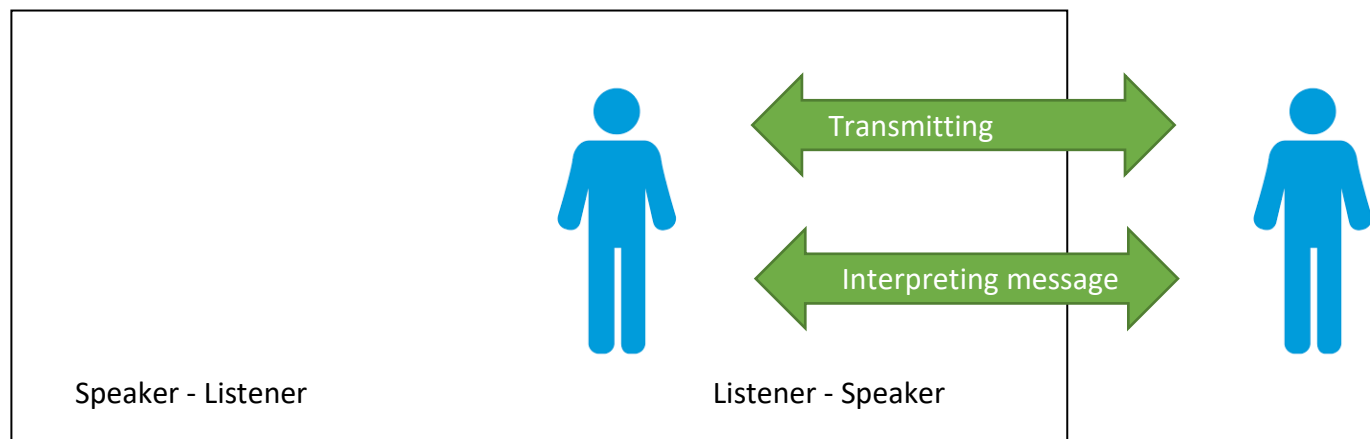 Transmitting
Interpreting message
Speaker - Listener
Listener - Speaker